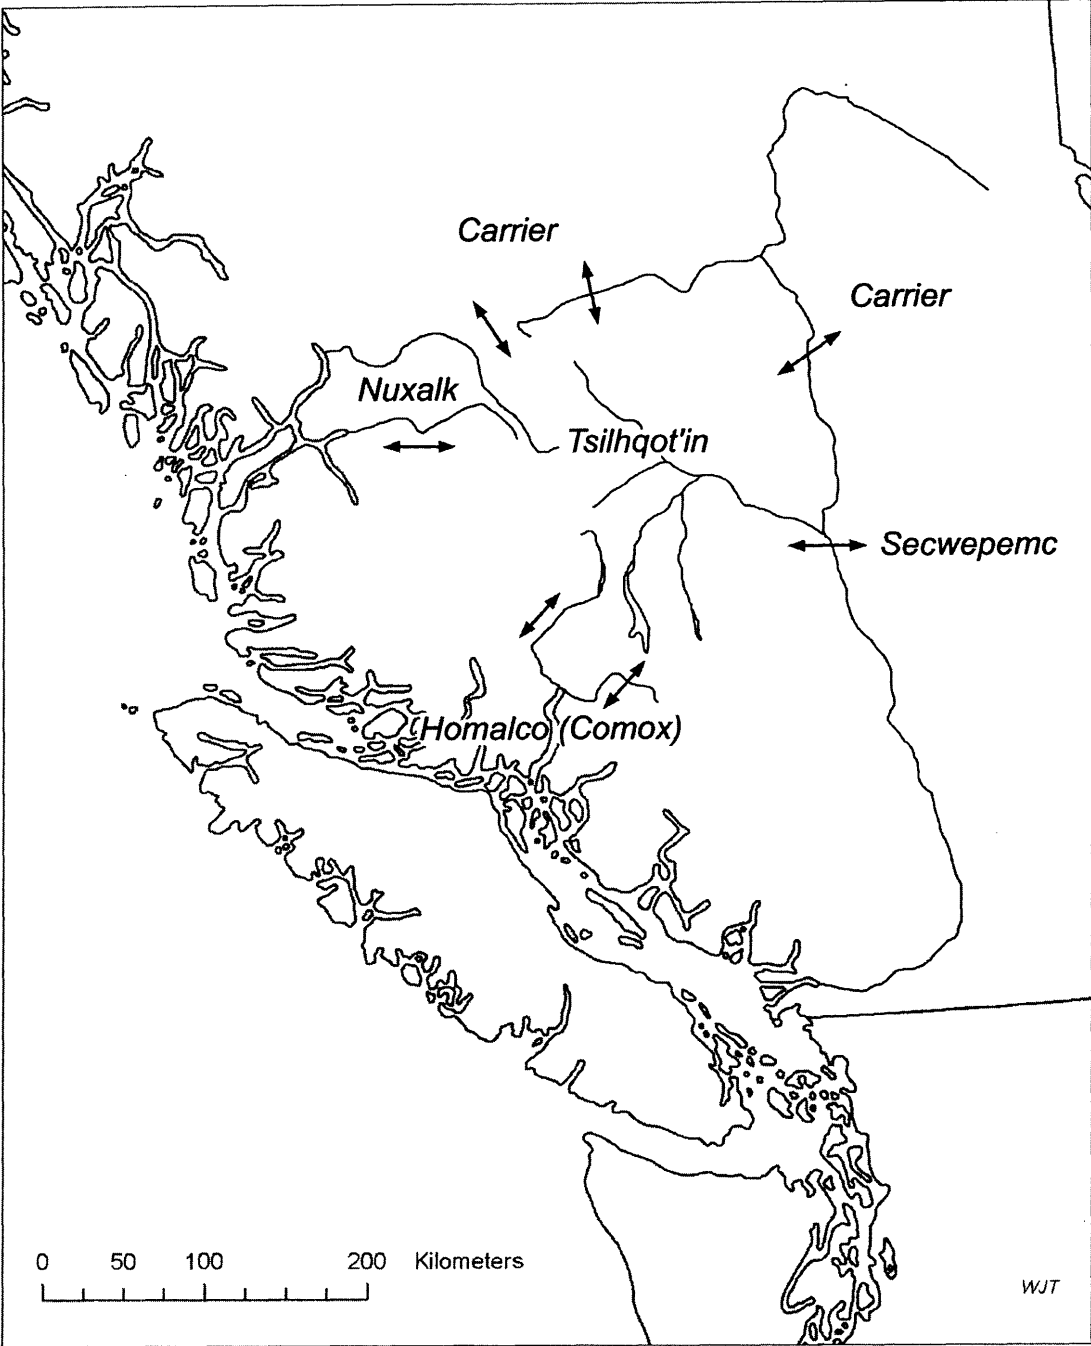 Carrier
Carrier
Nuxalk
Tsilhqot'in
Secwepemc
Homalco (Comox)
0 50 100 200 Kilometers
WJT